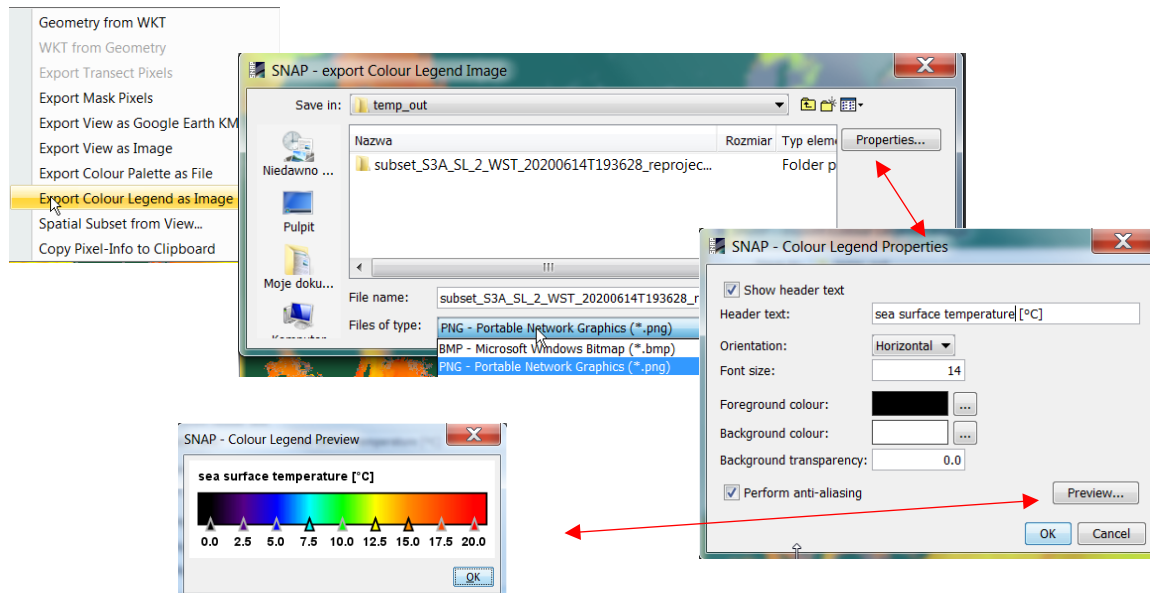 Geometry from WKT
WKT from Geometry
Export Transect Pixels
Export Mask Pixels
Export View as Google Earth KM
Export View as Image
Export Colour Palette as File
Export Colour Legend as Image
Spatial Subset from View...
Copy Pixel-Info to Clipboard
SNAP - export Colour Legend Image
Save in: temp_out
Nazwa Rozmiar Typ elem
Properties...
subset_S3A_SL_2_WST_20200614T193628_reprojec... Folder p
Niedawno ...
Pulpit
Moje doku...
File name: subset_S3A_SL_2_WST_20200614T193628_r
Files of type: PNG - Portable Network Graphics (*.png)
BMP - Microsoft Windows Bitmap (*.bmp)
PNG - Portable Network Graphics (*.png)
SNAP - Colour Legend Properties
Show header text
Header text: sea surface temperature [°C]
Orientation: Horizontal
Font size: 14
Foreground colour: ...
Background colour: ...
Background transparency: 0.0
Perform anti-aliasing
Preview...
OK Cancel
SNAP - Colour Legend Preview
sea surface temperature [°C]
0.0 2.5 5.0 7.5 10.0 12.5 15.0 17.5 20.0
OK